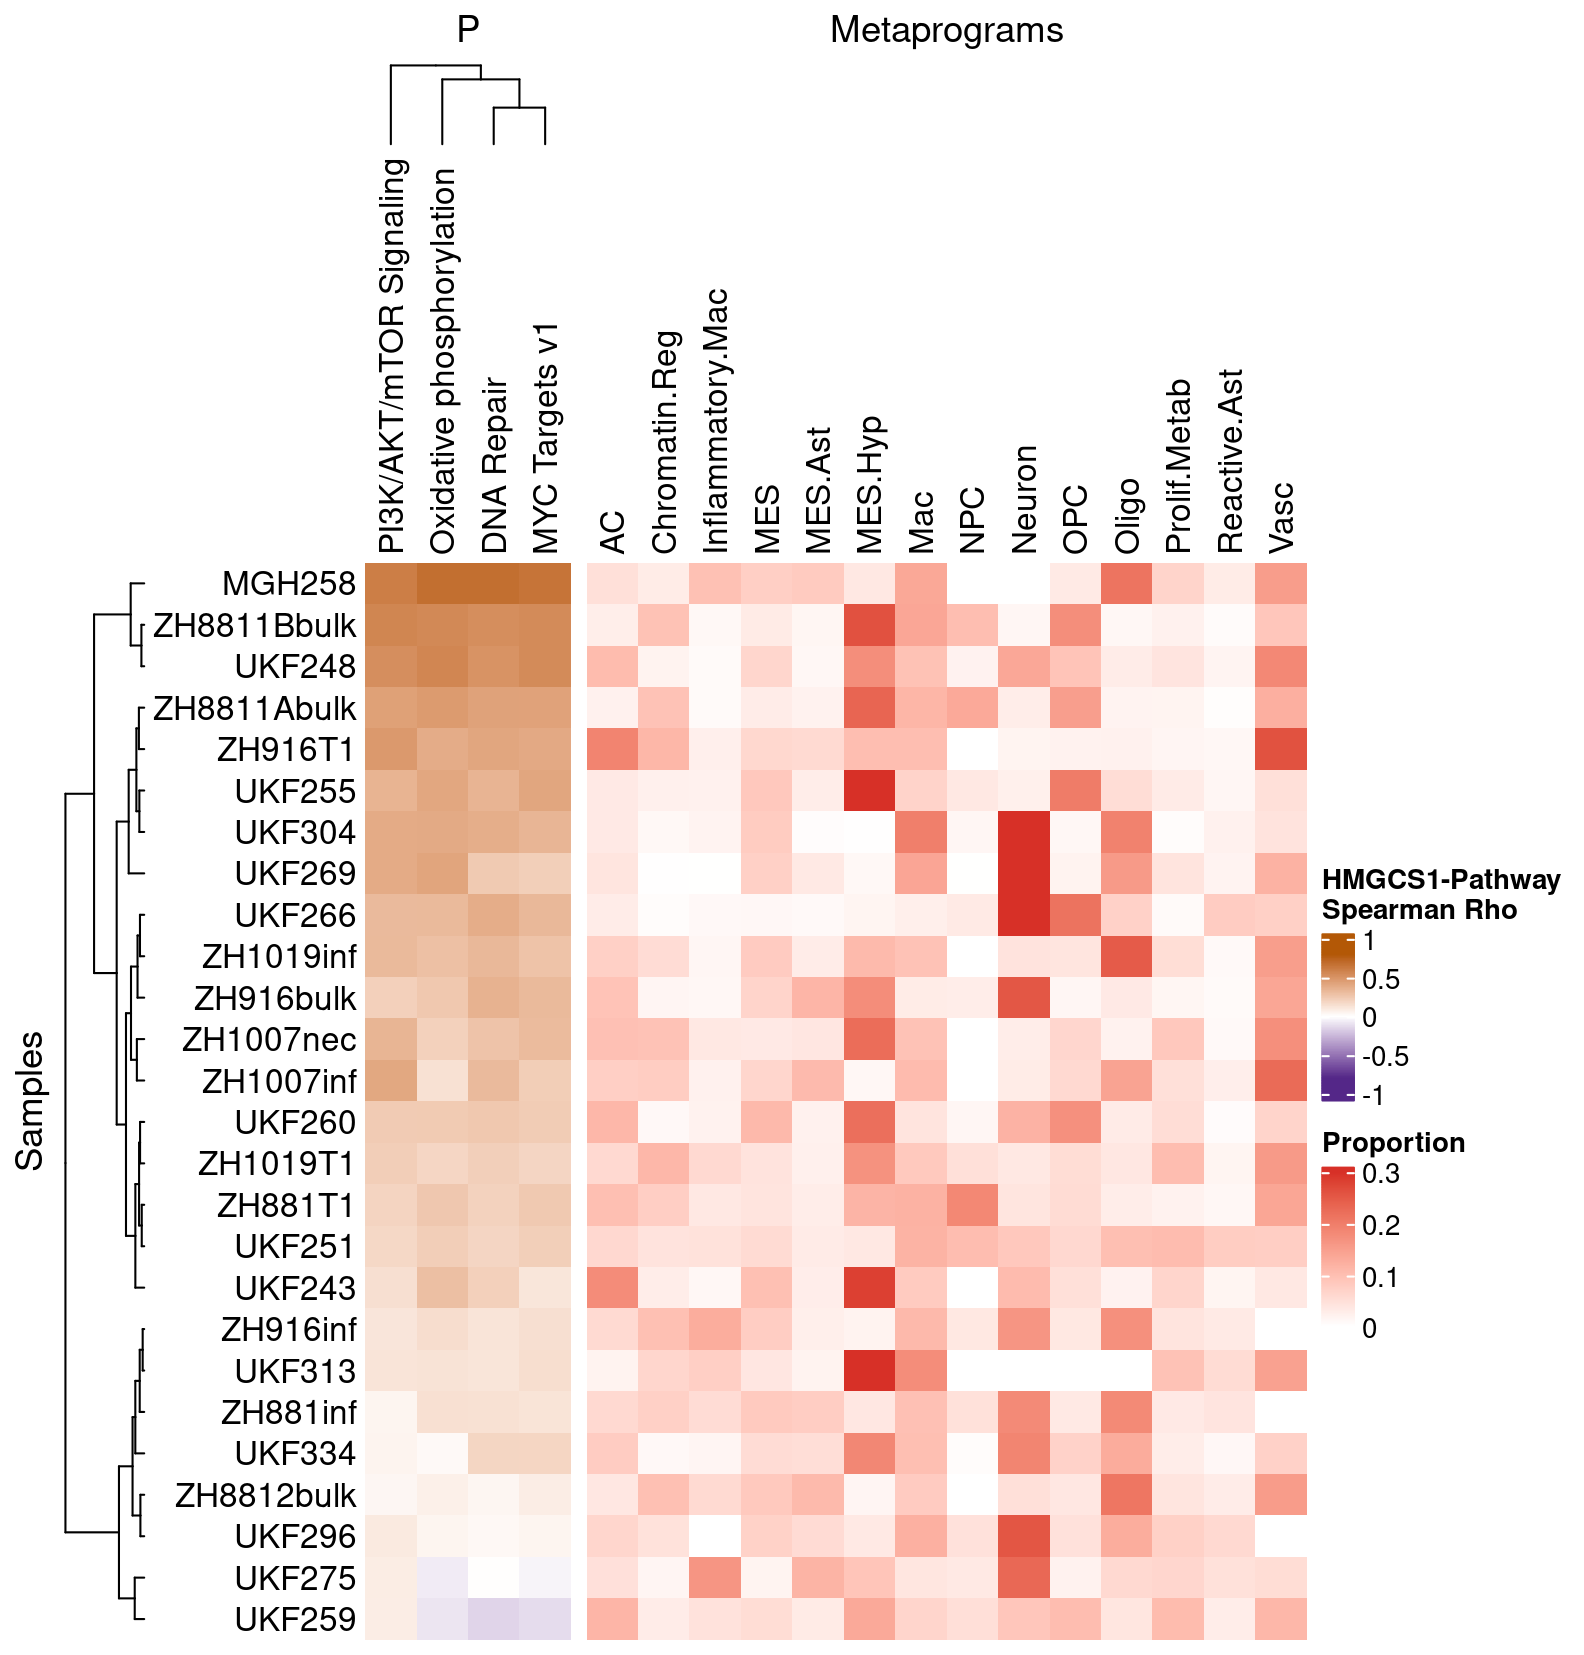 P
Metaprograms
PI3K/AKT/mTOR Signaling
Oxidative phosphorylation
DNA Repair
MYC Targets v1
AC
Chromatin.Reg
Inflammatory.Mac
MES
MES.Ast
MES.Hyp
Mac
NPC
Neuron
OPC
Oligo
Prolif.Metab
Reactive.Ast
Vasc
Samples
MGH258
ZH8811Bbulk
UKF248
ZH8811Abulk
ZH916T1
UKF255
UKF304
UKF269
UKF266
ZH1019inf
ZH916bulk
ZH1007nec
ZH1007inf
UKF260
ZH1019T1
ZH881T1
UKF251
UKF243
ZH916inf
UKF313
ZH881inf
UKF334
ZH8812bulk
UKF296
UKF275
UKF259
HMGCS1-Pathway
Spearman Rho
1
0.5
0
-0.5
-1
Proportion
0.3
0.2
0.1
0